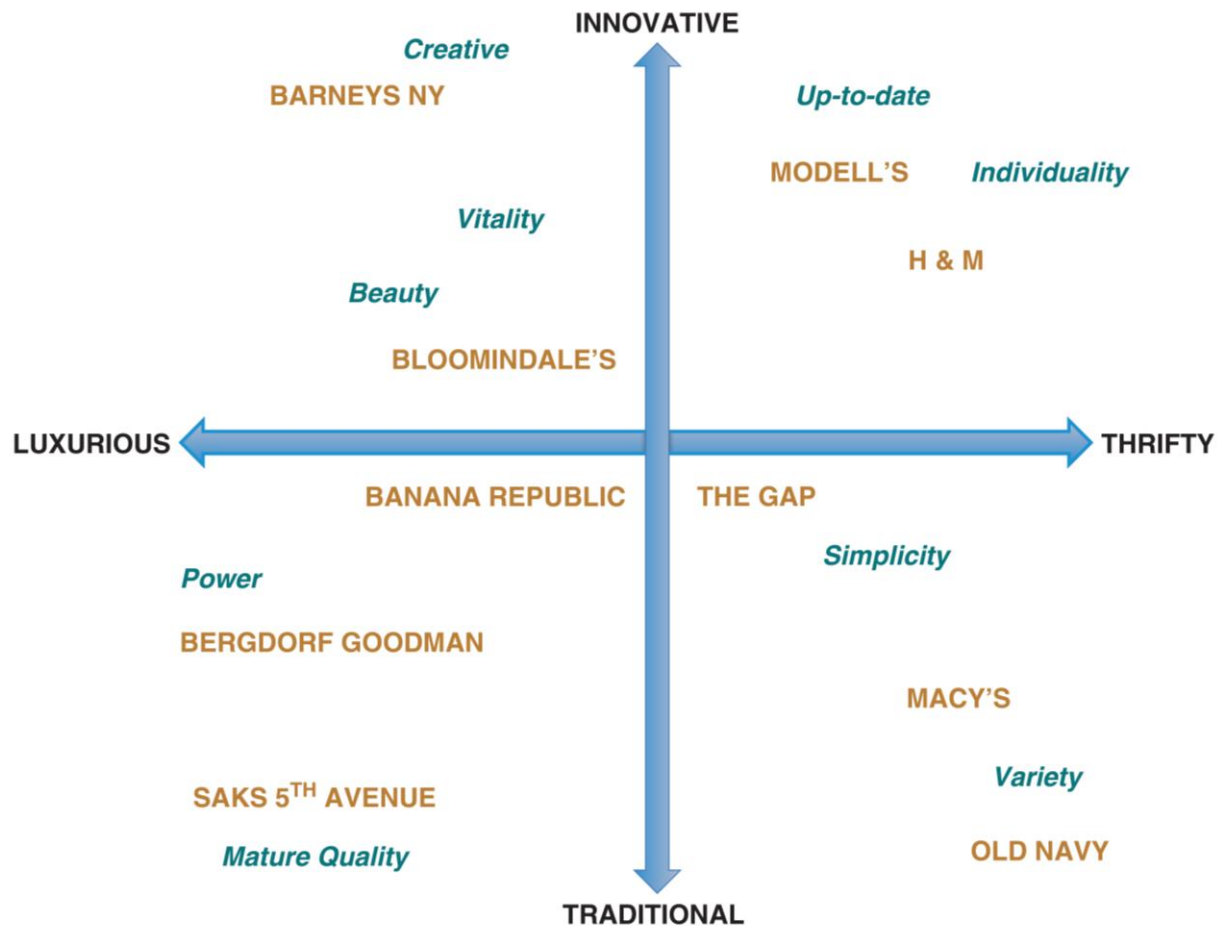 INNOVATIVE
Creative
BARNEYS NY
Up-to-date
MODELL'S
Individuality
Vitality
H & M
Beauty
BLOOMINDALE'S
LUXURIOUS
THRIFTY
BANANA REPUBLIC
THE GAP
Simplicity
Power
BERGDORF GOODMAN
MACY'S
Variety
SAKS 5TH AVENUE
Mature Quality
OLD NAVY
TRADITIONAL